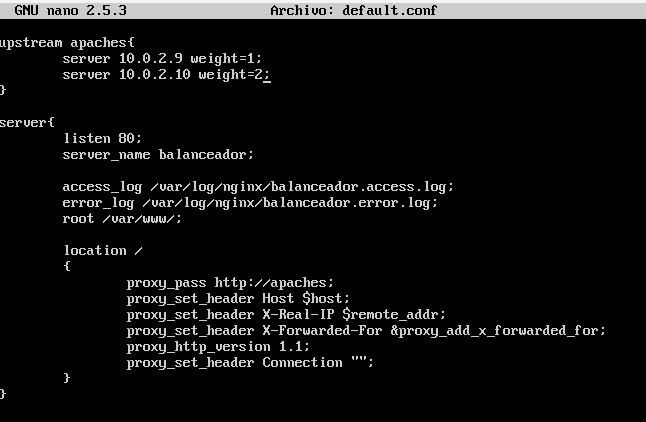 GNU nano 2.5.3 Archivo: default.conf
upstream apaches{
server 10.0.2.9 weight=1;
server 10.0.2.10 weight=2;
}
server{
listen 80;
server_name balanceador;
access_log /var/log/nginx/balanceador.access.log;
error_log /var/log/nginx/balanceador.error.log;
root /var/www/;
location /
{
proxy_pass http://apaches;
proxy_set_header Host $host;
proxy_set_header X-Real-IP $remote_addr;
proxy_set_header X-Forwarded-For &proxy_add_x_forwarded_for;
proxy_http_version 1.1;
proxy_set_header Connection "";
}
}